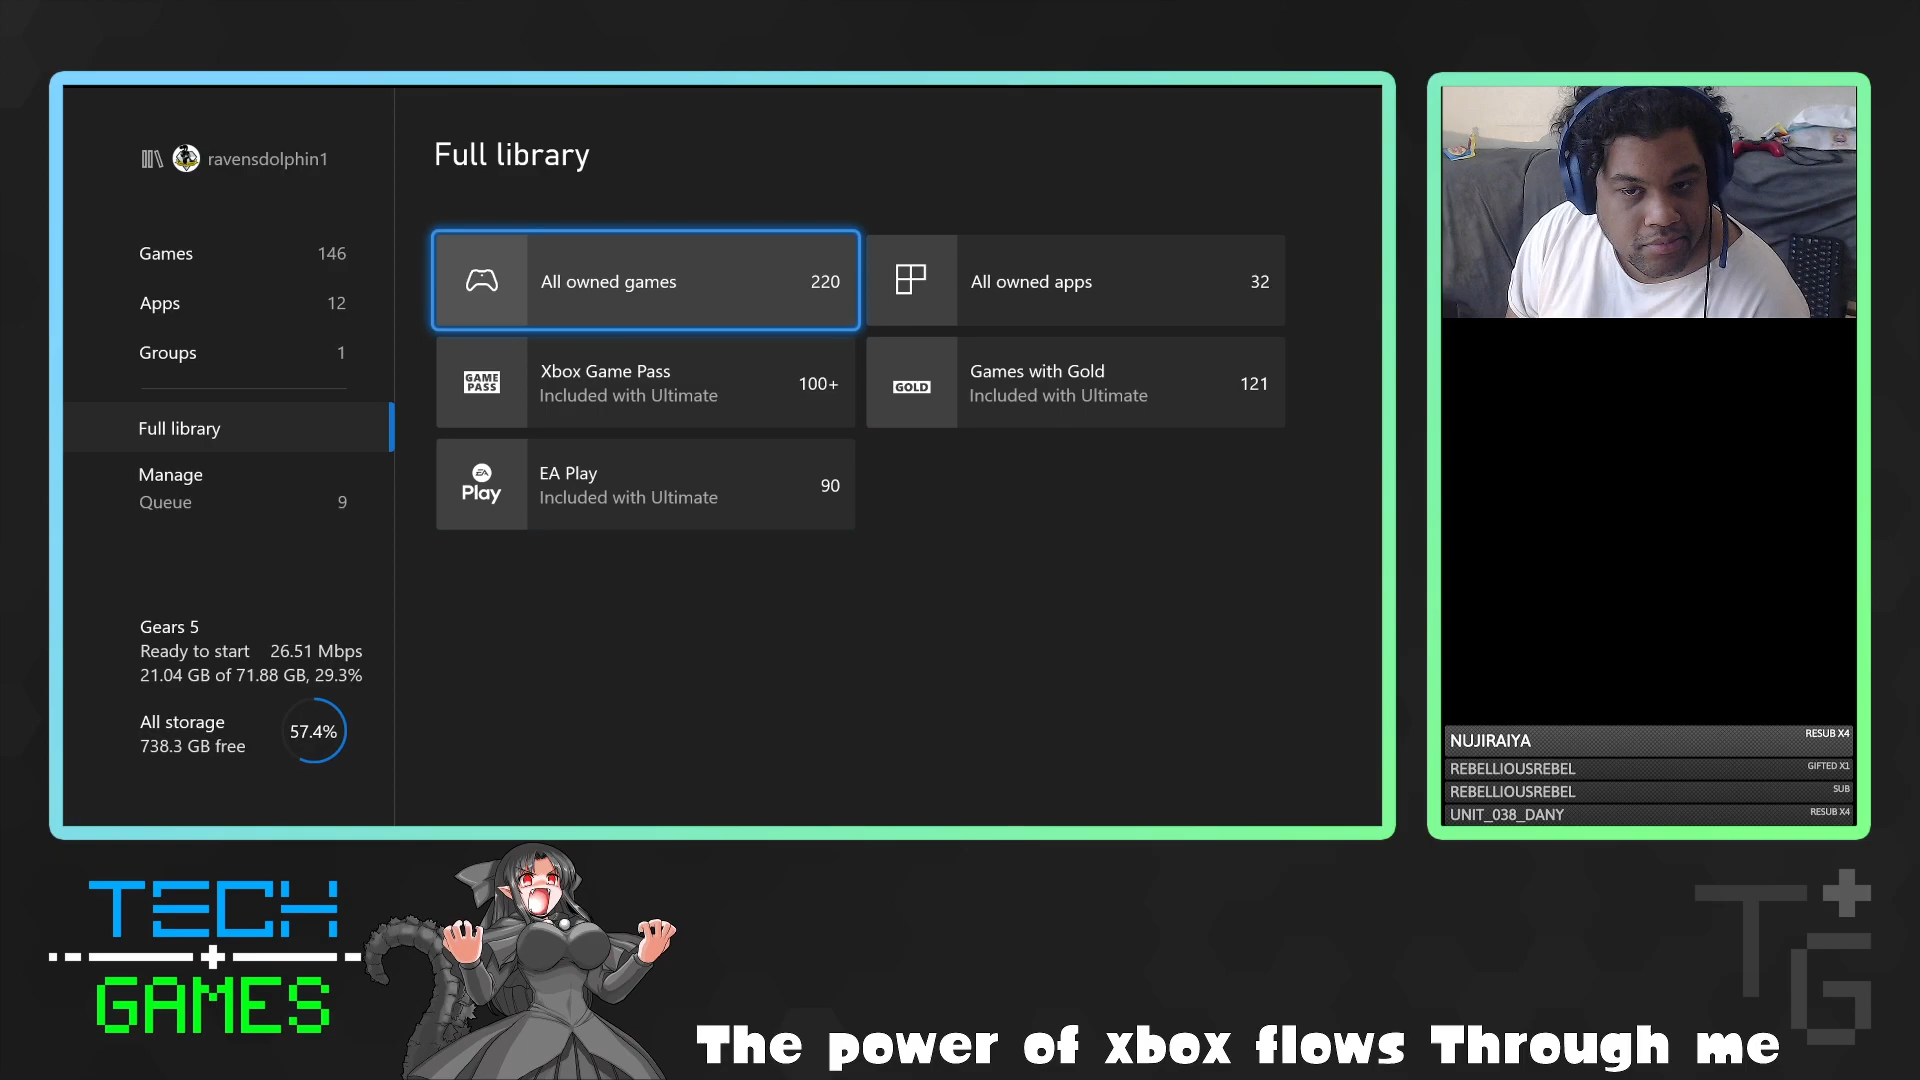 ravensdolphin1
Games 146
Apps 12
Groups 1
Full library
Manage
Queue 9
Gears 5
Ready to start 26.51 Mbps
21.04 GB of 71.88 GB, 29.3%
All storage
738.3 GB free
57.4%
Full library
All owned games 220
All owned apps 32
GAME PASS
Xbox Game Pass
Included with Ultimate
100+
GOLD
Games with Gold
Included with Ultimate
121
EA Play
EA Play
Included with Ultimate
90
NUJIRAIYA RESUB X4
REBELLIOUSREBEL GIFTED X1
REBELLIOUSREBEL SUB
UNIT_038_DANY RESUB X4
TECH
+
GAMES
The power of xbox flows Through me
T+G